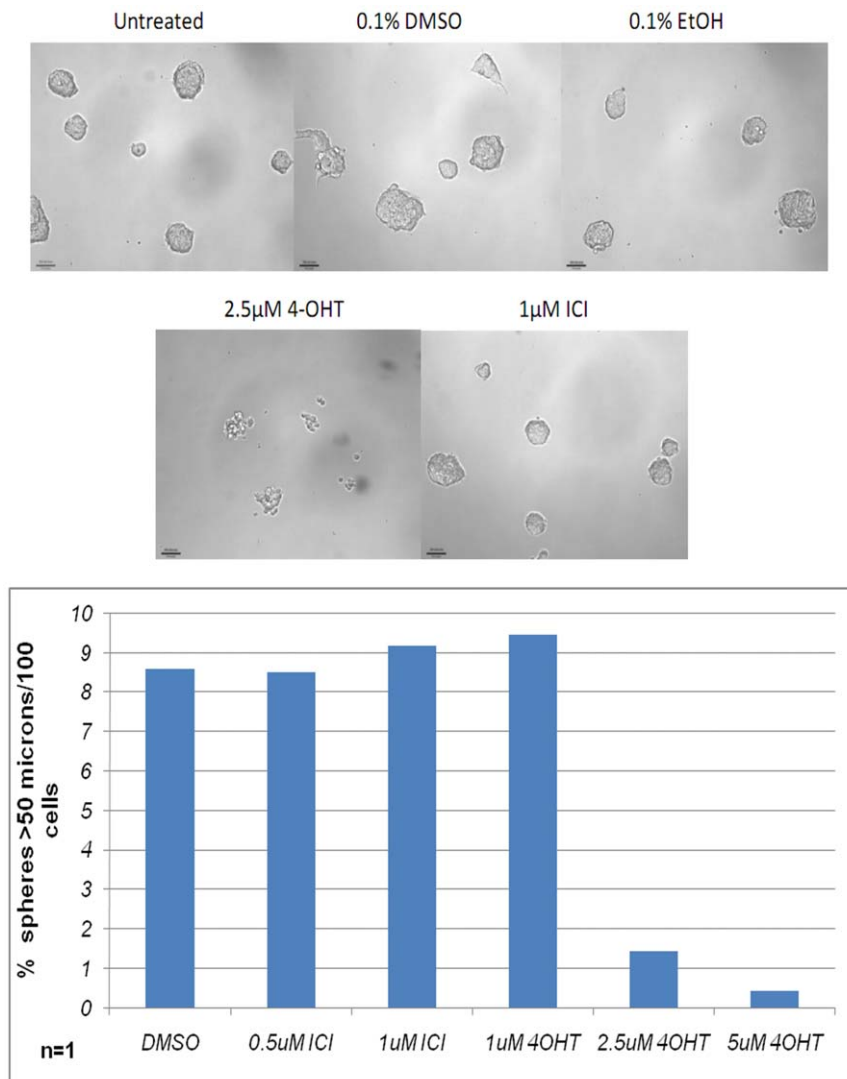 Untreated
0.1% DMSO
0.1% EtOH
2.5µM 4-OHT
1µM ICI
% spheres >50 microns/100
cells
10
9
8
7
6
5
4
3
2
1
0
n=1
DMSO
0.5uM ICI
1uM ICI
1uM 4OHT
2.5uM 4OHT
5uM 4OHT